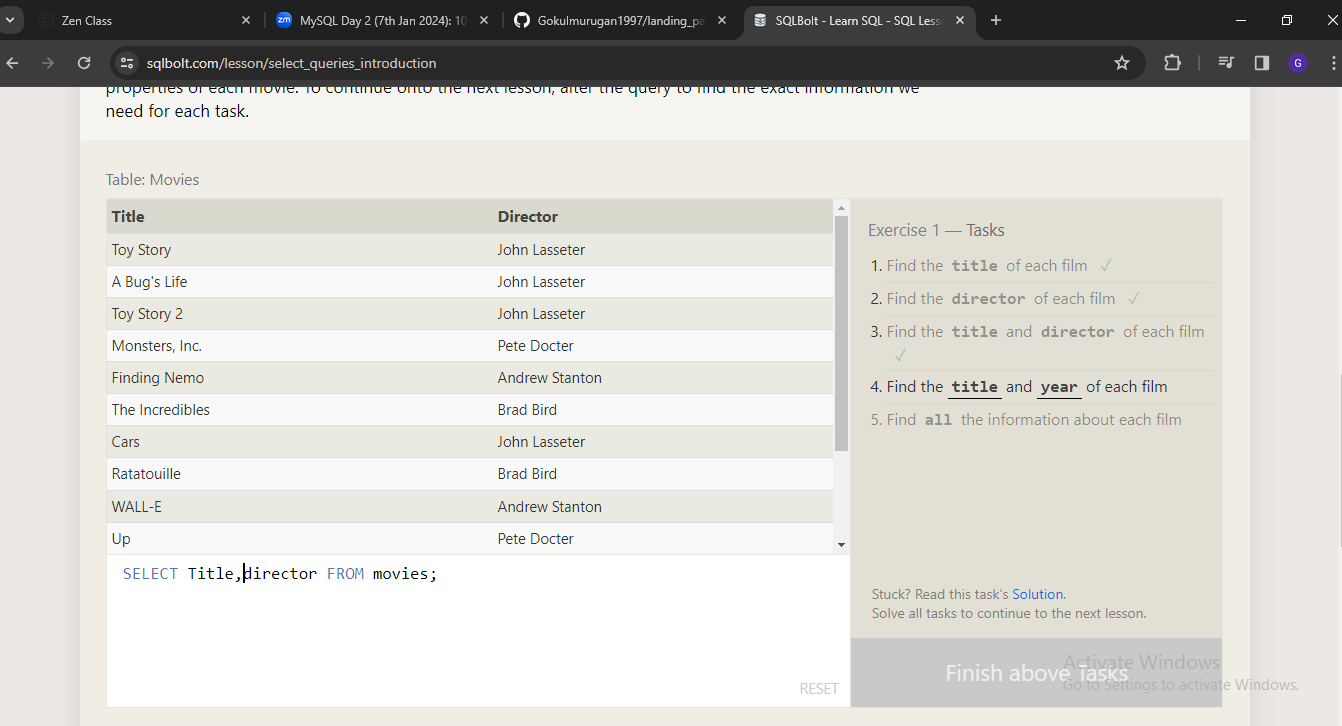 Zen Class
MySQL Day 2 (7th Jan 2024): 10
Gokulmurugan1997/landing_pa
SQLBolt - Learn SQL - SQL Less
sqlbolt.com/lesson/select_queries_introduction
G
properties of each movie. To continue onto the next lesson, alter the query to find the exact information we
need for each task.
Table: Movies
Title Director
Toy Story John Lasseter
A Bug's Life John Lasseter
Toy Story 2 John Lasseter
Monsters, Inc. Pete Docter
Finding Nemo Andrew Stanton
The Incredibles Brad Bird
Cars John Lasseter
Ratatouille Brad Bird
WALL-E Andrew Stanton
Up Pete Docter
SELECT Title,director FROM movies;
RESET
Exercise 1 — Tasks
1. Find the title of each film ✓
2. Find the director of each film ✓
3. Find the title and director of each film
✓
4. Find the title and year of each film
5. Find all the information about each film
Stuck? Read this task's Solution.
Solve all tasks to continue to the next lesson.
Finish above Tasks
Activate Windows
Go to Settings to activate Windows.